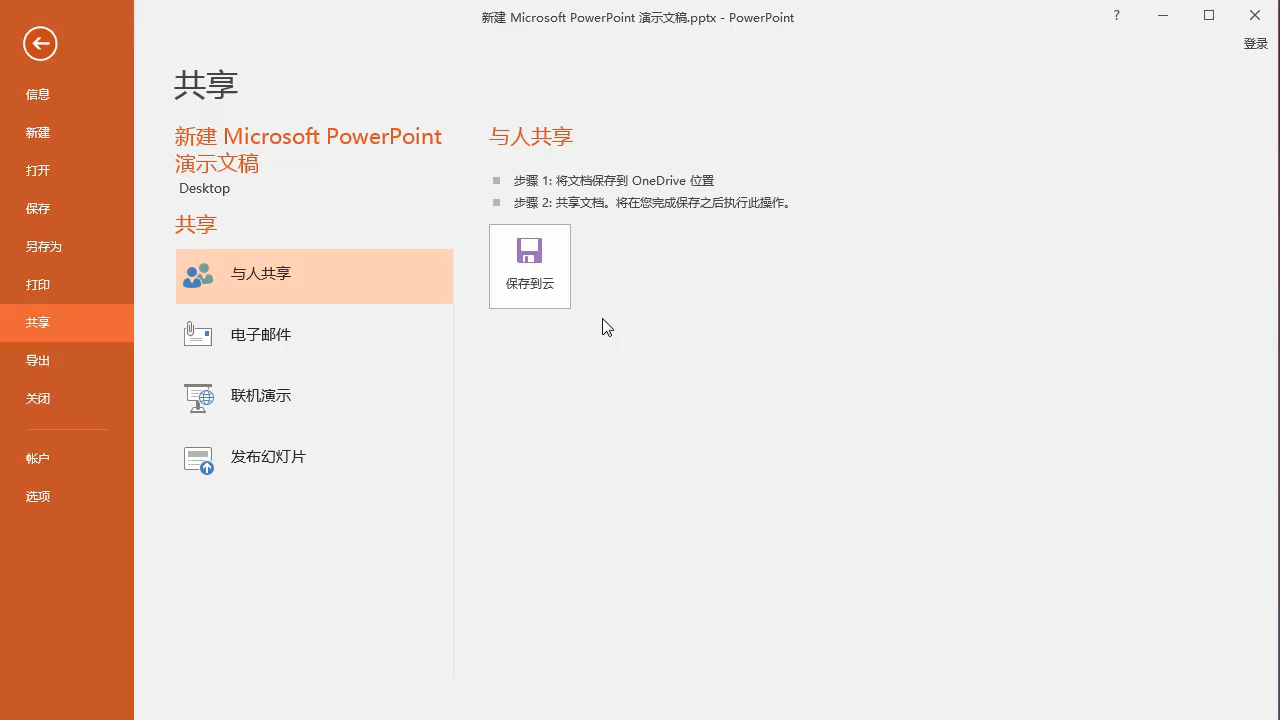 新建 Microsoft PowerPoint 演示文稿.pptx - PowerPoint
?
登录
信息
新建
打开
保存
另存为
打印
共享
导出
关闭
帐户
选项
共享
新建 Microsoft PowerPoint
演示文稿
Desktop
共享
与人共享
电子邮件
联机演示
发布幻灯片
与人共享
步骤 1: 将文档保存到 OneDrive 位置
步骤 2: 共享文档。将在您完成保存之后执行此操作。
保存到云